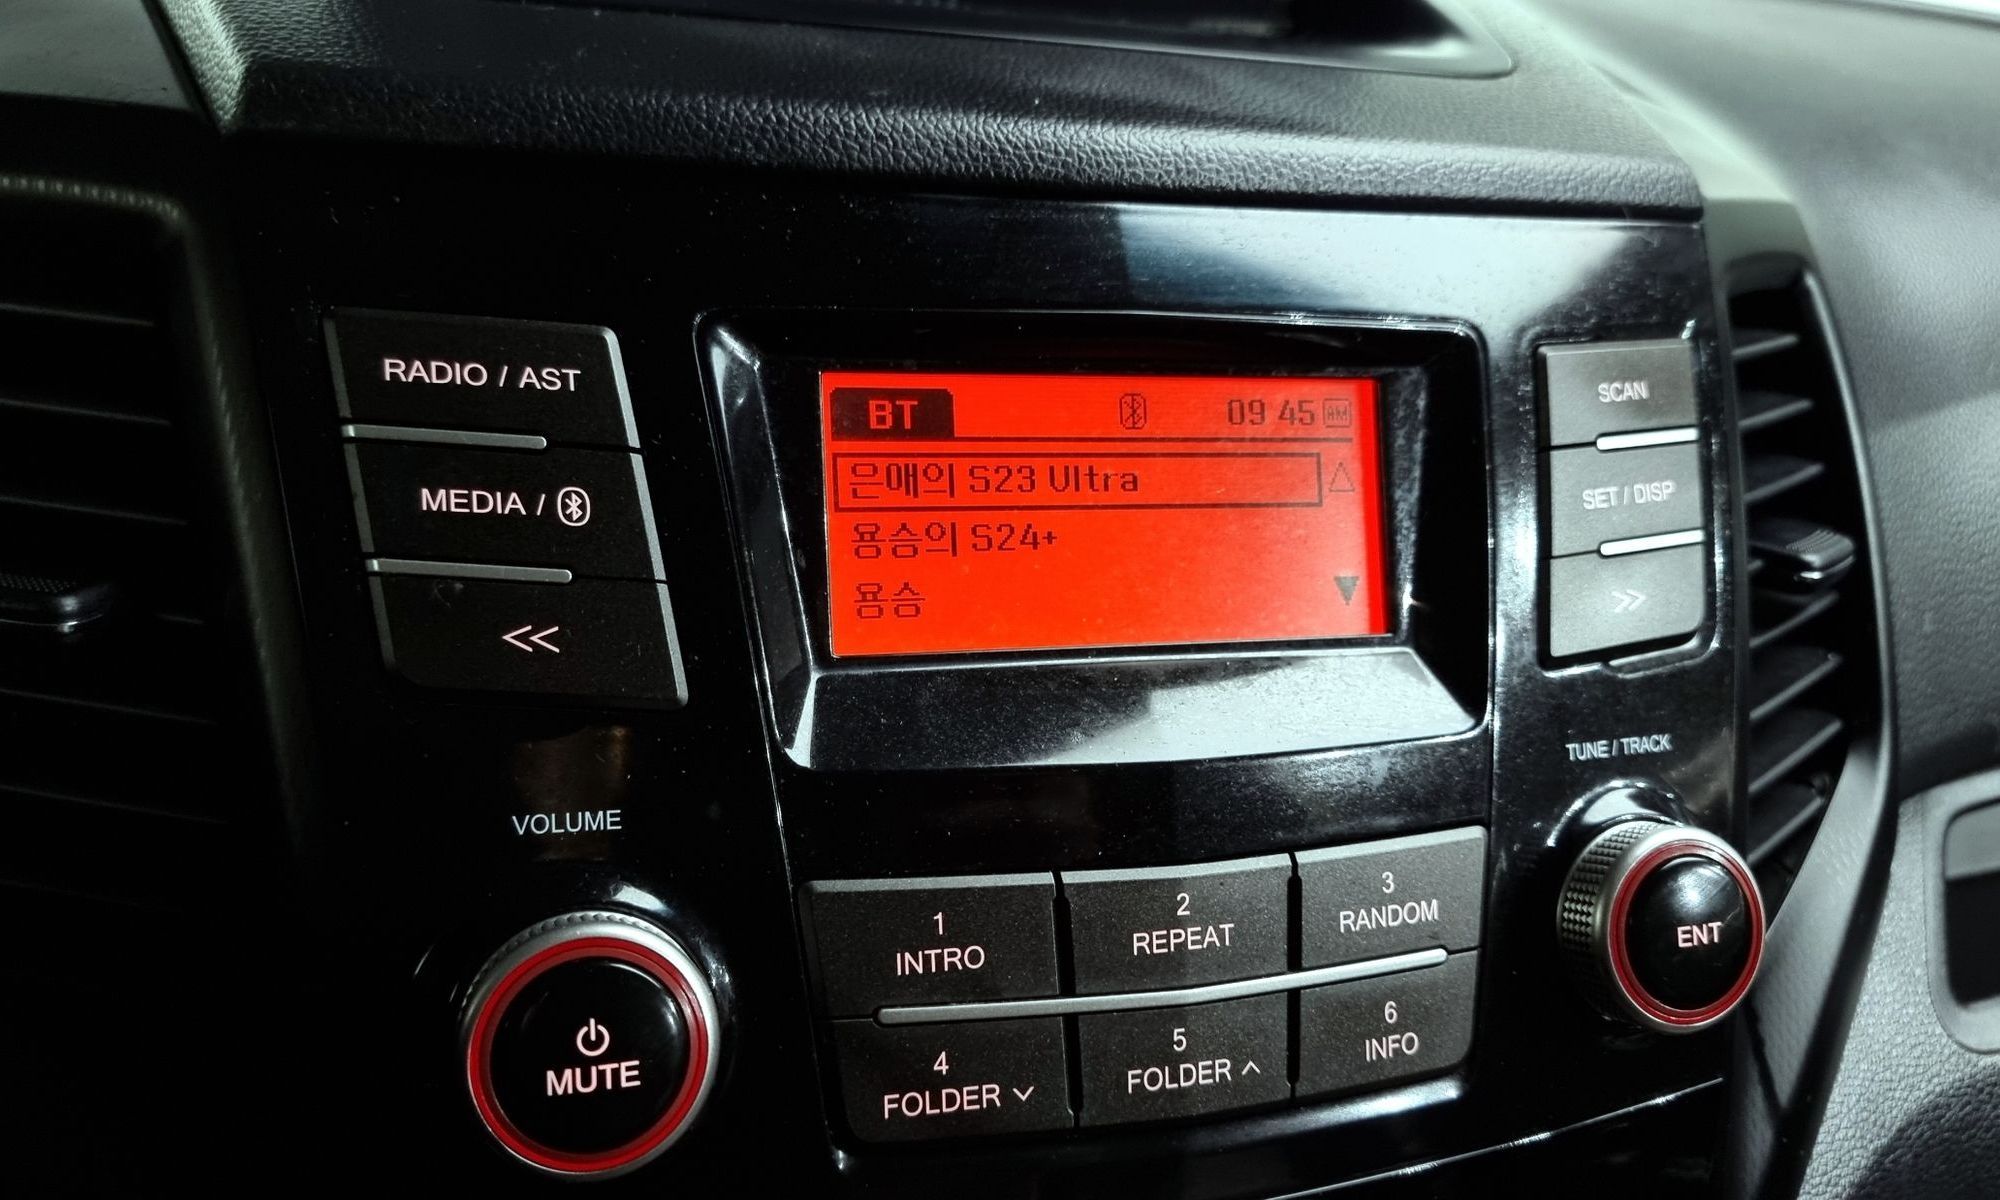 RADIO / AST
MEDIA /
<<
VOLUME
MUTE
BT 09 45 AM
은애의 S23 Ultra
용승의 S24+
용승
SCAN
SET / DISP
>>
TUNE / TRACK
ENT
1
INTRO
2
REPEAT
3
RANDOM
4
FOLDER
5
FOLDER
6
INFO